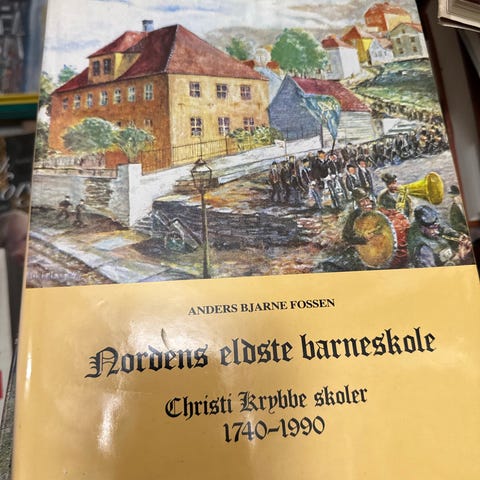 ANDERS BJARNE FOSSEN
Nordens eldste barneskole
Christi Krybbe skoler
1740–1990